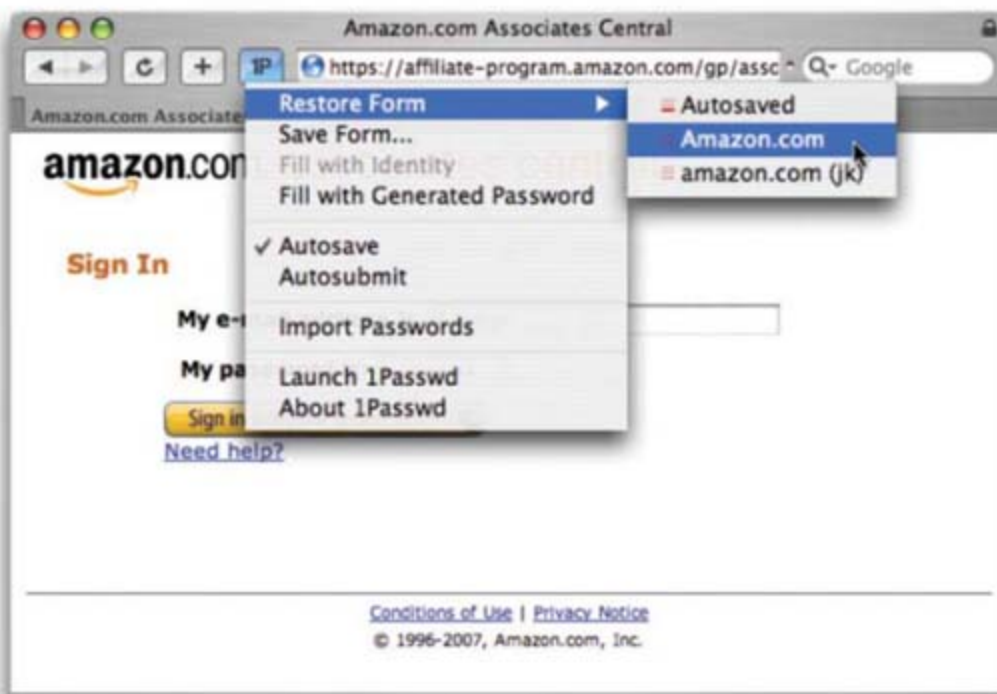 Amazon.com Associates Central
1P https://affiliate-program.amazon.com/gp/assc Google
Amazon.com Associate
Restore Form
Save Form...
Fill with Identity
Fill with Generated Password
Autosave
Autosubmit
Import Passwords
Launch 1Passwd
About 1Passwd
Autosaved
Amazon.com
amazon.com (jk)
amazon.com
Sign In
My e-
My pa
Sign in
Need help?
Conditions of Use | Privacy Notice
© 1996-2007, Amazon.com, Inc.